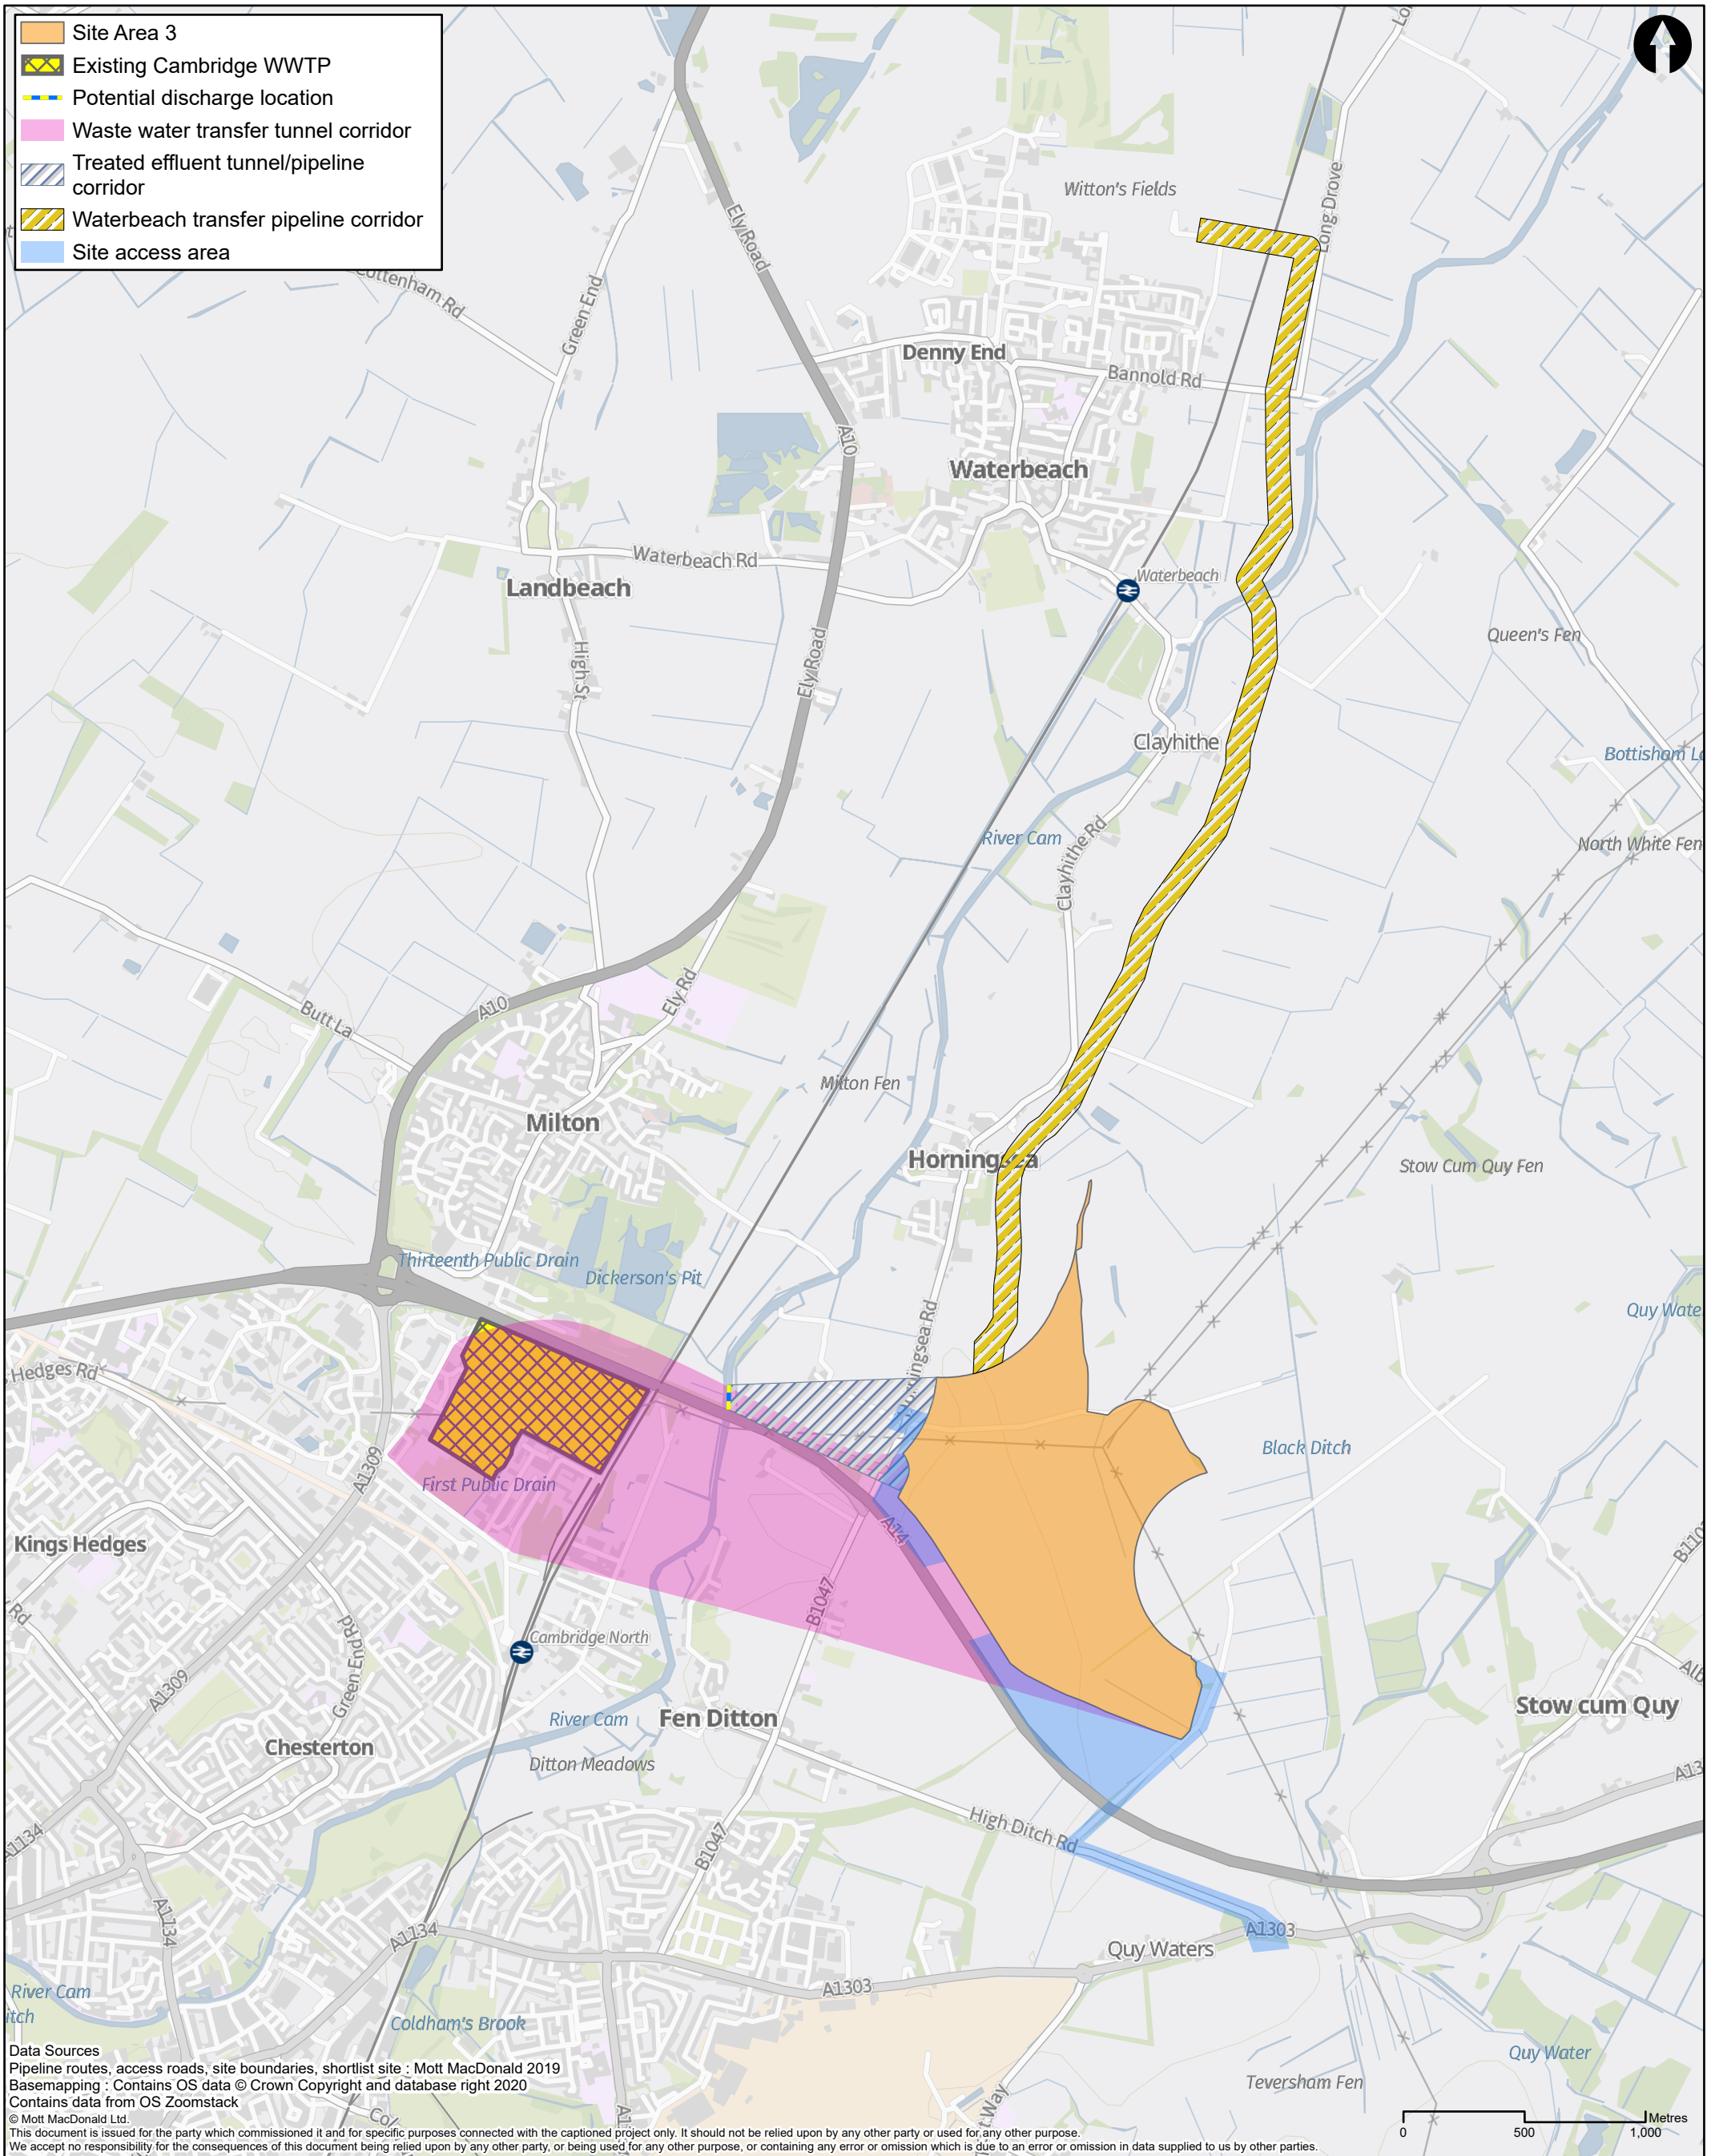 Site Area 3
Existing Cambridge WWTP
Potential discharge location
Waste water transfer tunnel corridor
Treated effluent tunnel/pipeline
corridor
Waterbeach transfer pipeline corridor
Site access area
Witton's Fields
Long Drove
Ely Road
Cottenham Rd
Green End
Denny End
Bannold Rd
A10
Waterbeach
Waterbeach Rd
Waterbeach
Landbeach
Queen's Fen
High St
Ely Road
Clayhithe
River Cam
Clayhithe Rd
North White Fen
Ely Rd
A10
Butt La
Milton Fen
Milton
Horningsea
Stow Cum Quy Fen
Thirteenth Public Drain
Dickerson's Pit
Quy Wate
Horningsea Rd
Hedges Rd
Black Ditch
A1309
First Public Drain
Kings Hedges
A14
B1047
Rd
Green End Rd
Cambridge North
A1309
River Cam
Fen Ditton
Stow cum Quy
Chesterton
Ditton Meadows
A1134
High Ditch Rd
B1047
A1134
A1134
A1303
Quy Waters
A1303
River Cam
itch
Coldham's Brook
Quy Water
Teversham Fen
Data Sources
Pipeline routes, access roads, site boundaries, shortlist site : Mott MacDonald 2019
Basemapping : Contains OS data © Crown Copyright and database right 2020
Contains data from OS Zoomstack
© Mott MacDonald Ltd.
This document is issued for the party which commissioned it and for specific purposes connected with the captioned project only. It should not be relied upon by any other party or used for any other purpose.
We accept no responsibility for the consequences of this document being relied upon by any other party, or being used for any other purpose, or containing any error or omission which is due to an error or omission in data supplied to us by other parties.
Metres
0 500 1,000